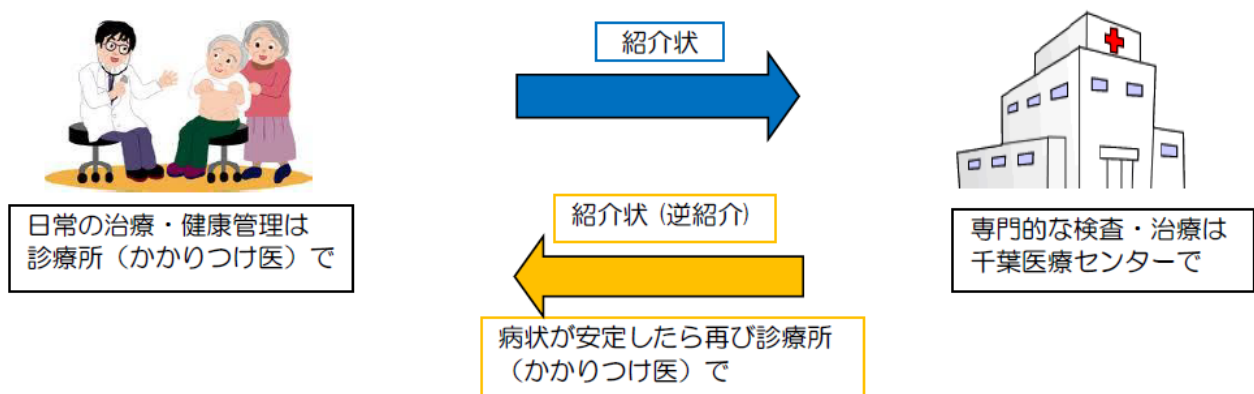 紹介状
日常の治療・健康管理は
診療所（かかりつけ医）で
紹介状（逆紹介）
病状が安定したら再び診療所
（かかりつけ医）で
専門的な検査・治療は
千葉医療センターで